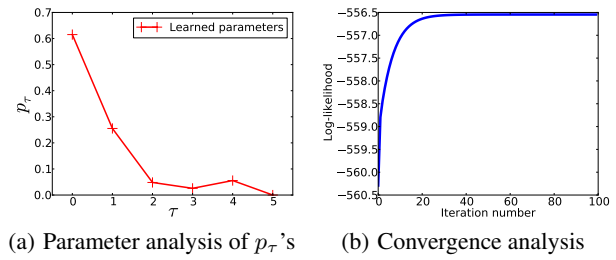 0.7
0.6
0.5
0.4
0.3
0.2
0.1
0.0
p_τ
0 1 2 3 4 5
τ
Learned parameters
(a) Parameter analysis of p_τ's
−556.5
−557.0
−557.5
−558.0
−558.5
−559.0
−559.5
−560.0
Log-likelihood
0 20 40 60 80 100
Iteration number
(b) Convergence analysis